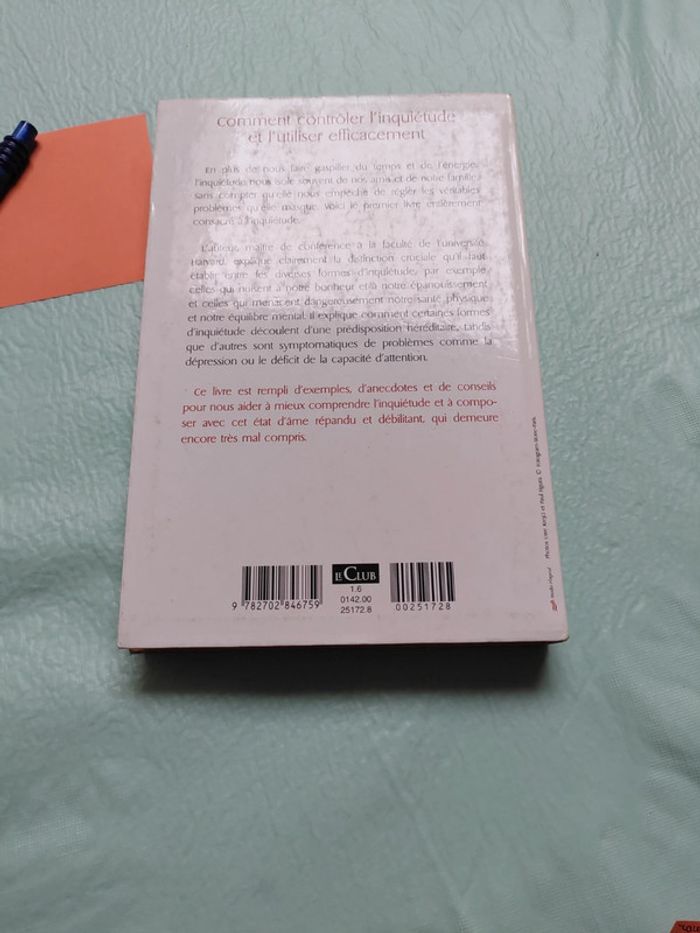 Comment contrôler l'inquiétude
et l'utiliser efficacement
En plus de nous faire gaspiller du temps et de l'énergie,
l'inquiétude nous isole souvent de nos amis et de notre famille,
sans compter qu'elle nous empêche de régler les véritables
problèmes qu'elle masque. Voici le premier livre entièrement
consacré à l'inquiétude.
L'auteur, maître de conférence à la faculté de l'université
Harvard, explique clairement la distinction cruciale qu'il faut
établir entre les diverses formes d'inquiétude, par exemple
celles qui nuisent à notre bonheur et à notre épanouissement
et celles qui menacent dangereusement notre santé physique
et notre équilibre mental. Il explique comment certaines formes
d'inquiétude découlent d'une prédisposition héréditaire, tandis
que d'autres sont symptomatiques de problèmes comme la
dépression ou le déficit de la capacité d'attention.
Ce livre est rempli d'exemples, d'anecdotes et de conseils
pour nous aider à mieux comprendre l'inquiétude et à compo-
ser avec cet état d'âme répandu et débilitant, qui demeure
encore très mal compris.
LE CLUB
1.6
0142.00
25172.8
9 782702 846759
00251728